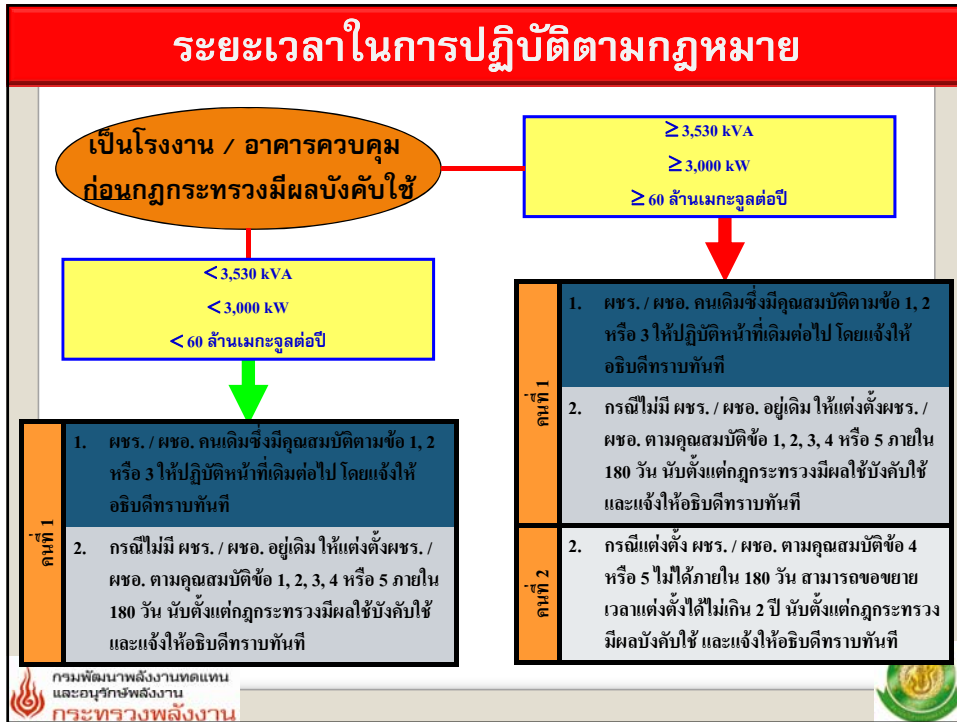 ระยะเวลาในการปฏิบัติตามกฎหมาย
เป็นโรงงาน / อาคารควบคุม
ก่อนกฎกระทรวงมีผลบังคับใช้
≥ 3,530 kVA
≥ 3,000 kW
≥ 60 ล้านเมกะจูลต่อปี
< 3,530 kVA
< 3,000 kW
< 60 ล้านเมกะจูลต่อปี
คนที่ 1
1. ผชร. / ผชอ. คนเดิมซึ่งมีคุณสมบัติตามข้อ 1, 2
หรือ 3 ให้ปฏิบัติหน้าที่เดิมต่อไป โดยแจ้งให้
อธิบดีทราบทันที
2. กรณีไม่มี ผชร. / ผชอ. อยู่เดิม ให้แต่งตั้งผชร. /
ผชอ. ตามคุณสมบัติข้อ 1, 2, 3, 4 หรือ 5 ภายใน
180 วัน นับตั้งแต่กฎกระทรวงมีผลใช้บังคับใช้
และแจ้งให้อธิบดีทราบทันที
คนที่ 1
1. ผชร. / ผชอ. คนเดิมซึ่งมีคุณสมบัติตามข้อ 1, 2
หรือ 3 ให้ปฏิบัติหน้าที่เดิมต่อไป โดยแจ้งให้
อธิบดีทราบทันที
2. กรณีไม่มี ผชร. / ผชอ. อยู่เดิม ให้แต่งตั้งผชร. /
ผชอ. ตามคุณสมบัติข้อ 1, 2, 3, 4 หรือ 5 ภายใน
180 วัน นับตั้งแต่กฎกระทรวงมีผลใช้บังคับใช้
และแจ้งให้อธิบดีทราบทันที
คนที่ 2
2. กรณีแต่งตั้ง ผชร. / ผชอ. ตามคุณสมบัติข้อ 4
หรือ 5 ไม่ได้ภายใน 180 วัน สามารถขอขยาย
เวลาแต่งตั้งได้ไม่เกิน 2 ปี นับตั้งแต่กฎกระทรวง
มีผลบังคับใช้ และแจ้งให้อธิบดีทราบทันที
กรมพัฒนาพลังงานทดแทน
และอนุรักษ์พลังงาน
กระทรวงพลังงาน